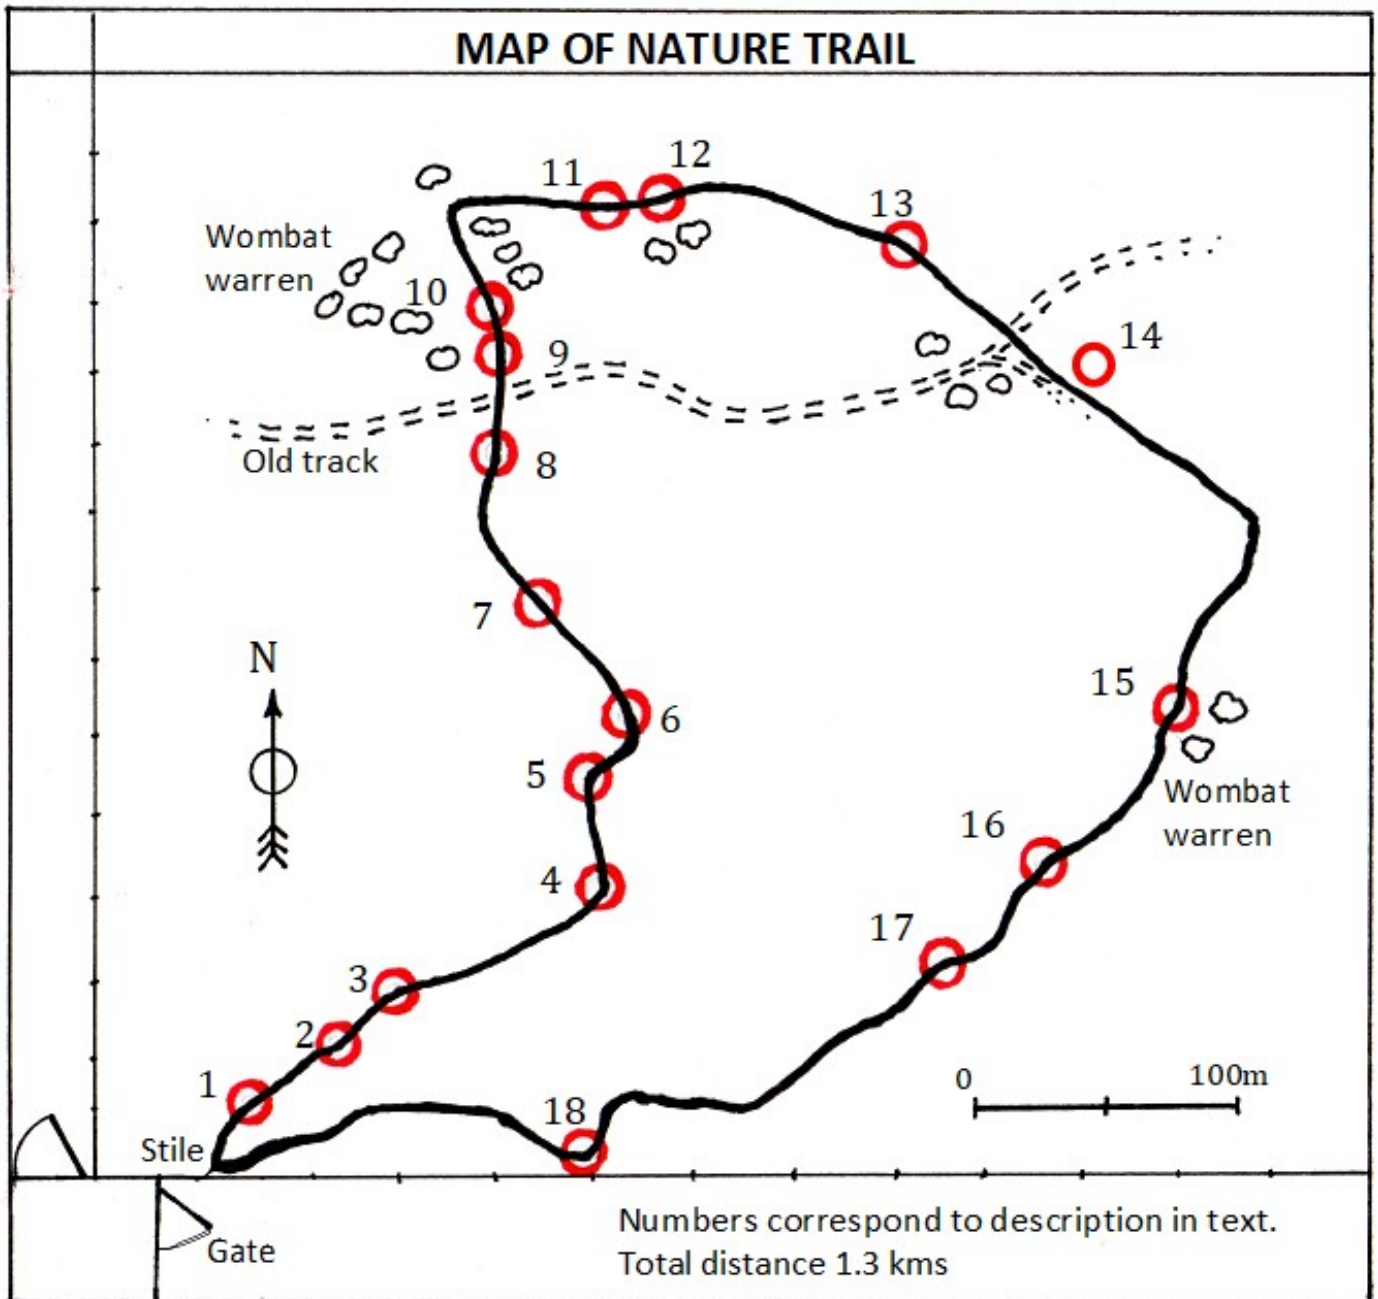 MAP OF NATURE TRAIL
12
11
13
Wombat
warren
10
14
9
Old track
8
7
N
15
6
5
Wombat
warren
16
4
17
3
2
0 100m
1
18
Stile
Numbers correspond to description in text.
Gate
Total distance 1.3 kms